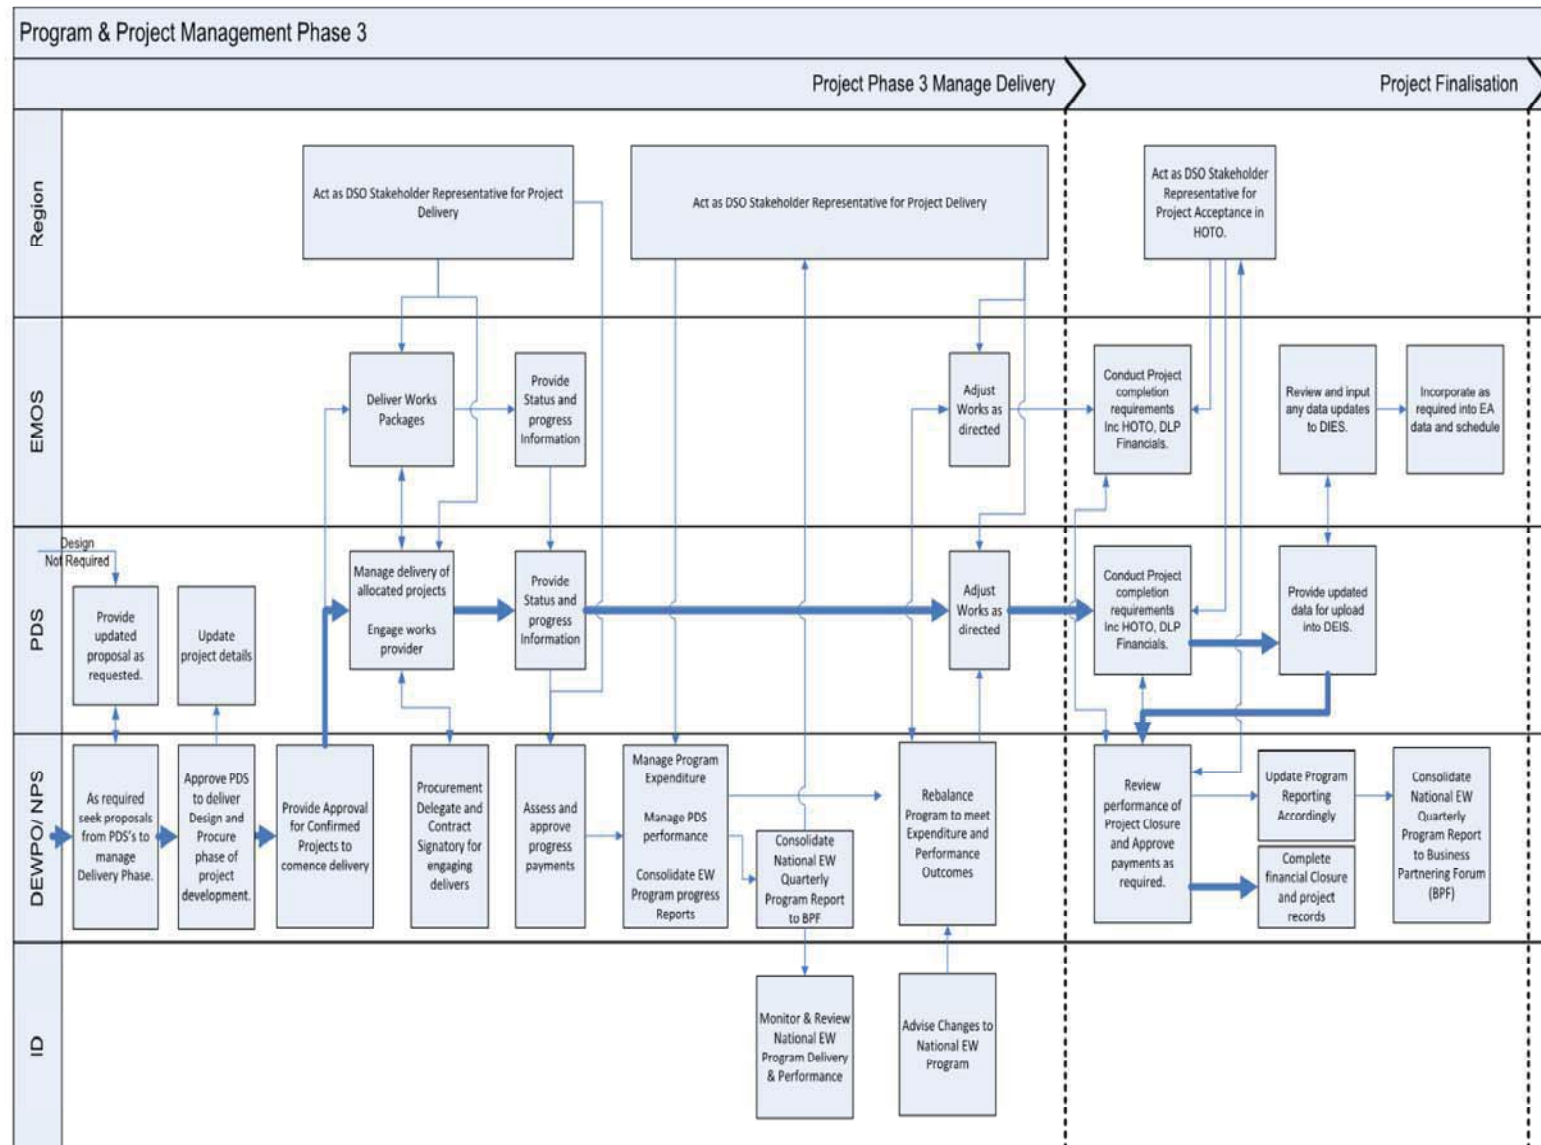 Program & Project Management Phase 3
Project Phase 3 Manage Delivery
Project Finalisation
Region
Act as DSO Stakeholder Representative for Project
Delivery
Act as DSO Stakeholder Representative for Project Delivery
Act as DSO Stakeholder
Representative for
Project Acceptance in
HOTO.
EMOS
Deliver Works
Packages
Provide
Status and
progress
Information
Adjust
Works as
directed
Conduct Project
completion
requirements
Inc HOTO, DLP
Financials.
Review and input
any data updates
to DIES.
Incorporate as
required into EA
data and schedule
PDS
Design
Not Required
Provide
updated
proposal as
requested.
Update
project details
Manage delivery of
allocated projects
Engage works
provider
Provide
Status and
progress
Information
Adjust
Works as
directed
Conduct Project
completion
requirements
Inc HOTO, DLP
Financials.
Provide updated
data for upload
into DEIS.
DEWPO/ NPS
As required
seek proposals
from PDS's to
manage
Delivery Phase.
Approve PDS
to deliver
Design and
Procure
phase of
project
development.
Provide Approval
for Confirmed
Projects to
comence delivery
Procurement
Delegate and
Contract
Signatory for
engaging
delivers
Assess and
approve
progress
payments
Manage Program
Expenditure
Manage PDS
performance
Consolidate EW
Program progress
Reports
Consolidate
National EW
Quarterly
Program Report
to BPF
Rebalance
Program to meet
Expenditure and
Performance
Outcomes
Review
performance of
Project Closure
and Approve
payments as
required.
Update Program
Reporting
Accordingly
Complete
financial Closure
and project
records
Consolidate
National EW
Quarterly
Program Report
to Business
Partnering Forum
(BPF)
ID
Monitor & Review
National EW
Program Delivery
& Performance
Advise Changes to
National EW
Program